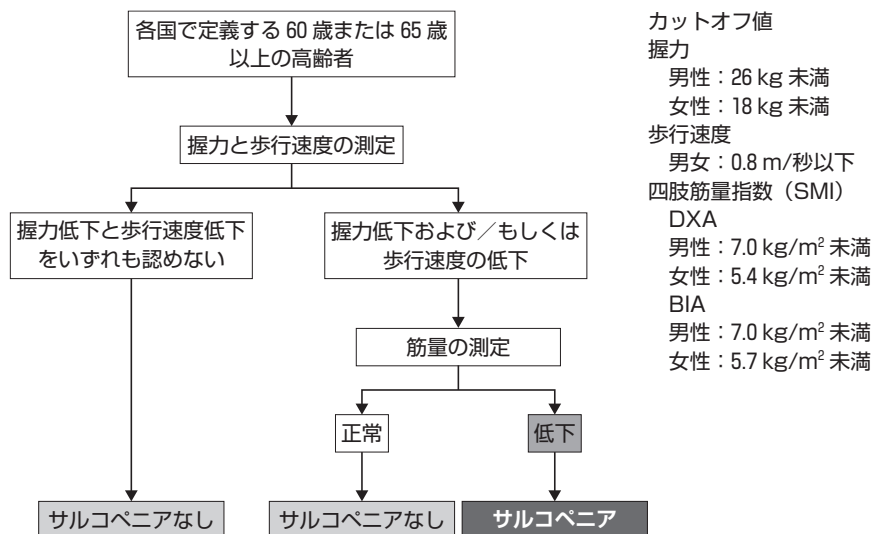 各国で定義する 60 歳または 65 歳
以上の高齢者
握力と歩行速度の測定
握力低下と歩行速度低下
をいずれも認めない
握力低下および／もしくは
歩行速度の低下
筋量の測定
正常
低下
サルコペニアなし
サルコペニアなし
サルコペニア
カットオフ値
握力
男性：26 kg 未満
女性：18 kg 未満
歩行速度
男女：0.8 m/秒以下
四肢筋量指数（SMI）
DXA
男性：7.0 kg/m² 未満
女性：5.4 kg/m² 未満
BIA
男性：7.0 kg/m² 未満
女性：5.7 kg/m² 未満